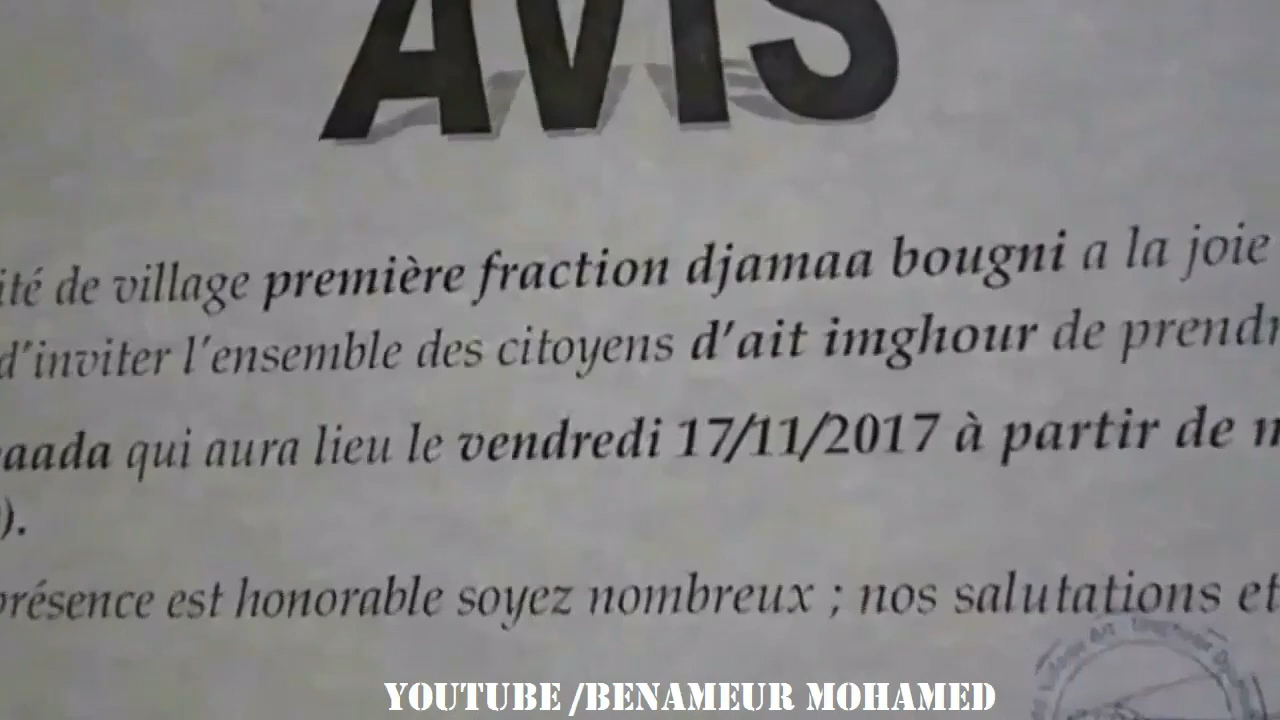 AVIS
ité de village première fraction djamaa bougni a la joie
d'inviter l'ensemble des citoyens d'ait imghour de prendr
aada qui aura lieu le vendredi 17/11/2017 à partir de
).
présence est honorable soyez nombreux ; nos salutations et
YOUTUBE /BENAMEUR MOHAMED